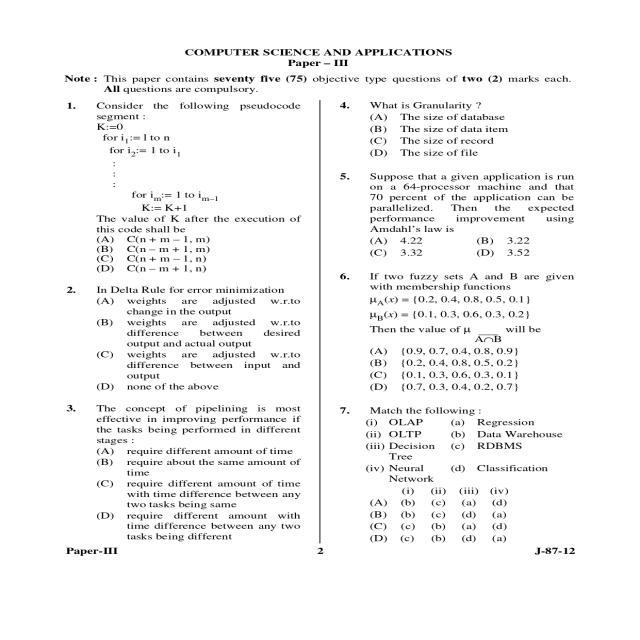 COMPUTER SCIENCE AND APPLICATIONS
Paper – III
Note : This paper contains seventy five (75) objective type questions of two (2) marks each.
All questions are compulsory.
1. Consider the following pseudocode
segment :
K:=0
for i1:= 1 to n
for i2:= 1 to i1
:
:
:
for im:= 1 to im–1
K:= K+1
The value of K after the execution of
this code shall be
(A) C(n + m – 1, m)
(B) C(n – m + 1, m)
(C) C(n + m – 1, n)
(D) C(n – m + 1, n)
2. In Delta Rule for error minimization
(A) weights are adjusted w.r.to
change in the output
(B) weights are adjusted w.r.to
difference between desired
output and actual output
(C) weights are adjusted w.r.to
difference between input and
output
(D) none of the above
3. The concept of pipelining is most
effective in improving performance if
the tasks being performed in different
stages :
(A) require different amount of time
(B) require about the same amount of
time
(C) require different amount of time
with time difference between any
two tasks being same
(D) require different amount with
time difference between any two
tasks being different
4. What is Granularity ?
(A) The size of database
(B) The size of data item
(C) The size of record
(D) The size of file
5. Suppose that a given application is run
on a 64-processor machine and that
70 percent of the application can be
parallelized. Then the expected
performance improvement using
Amdahl's law is
(A) 4.22 (B) 3.22
(C) 3.32 (D) 3.52
6. If two fuzzy sets A and B are given
with membership functions
μA(x) = {0.2, 0.4, 0.8, 0.5, 0.1}
μB(x) = {0.1, 0.3, 0.6, 0.3, 0.2}
Then the value of μ A∩B will be
(A) {0.9, 0.7, 0.4, 0.8, 0.9}
(B) {0.2, 0.4, 0.8, 0.5, 0.2}
(C) {0.1, 0.3, 0.6, 0.3, 0.1}
(D) {0.7, 0.3, 0.4, 0.2, 0.7}
7. Match the following :
(i) OLAP (a) Regression
(ii) OLTP (b) Data Warehouse
(iii) Decision (c) RDBMS
Tree
(iv) Neural (d) Classification
Network
(i) (ii) (iii) (iv)
(A) (b) (c) (a) (d)
(B) (b) (c) (d) (a)
(C) (c) (b) (a) (d)
(D) (c) (b) (d) (a)
Paper-III 2 J-87-12